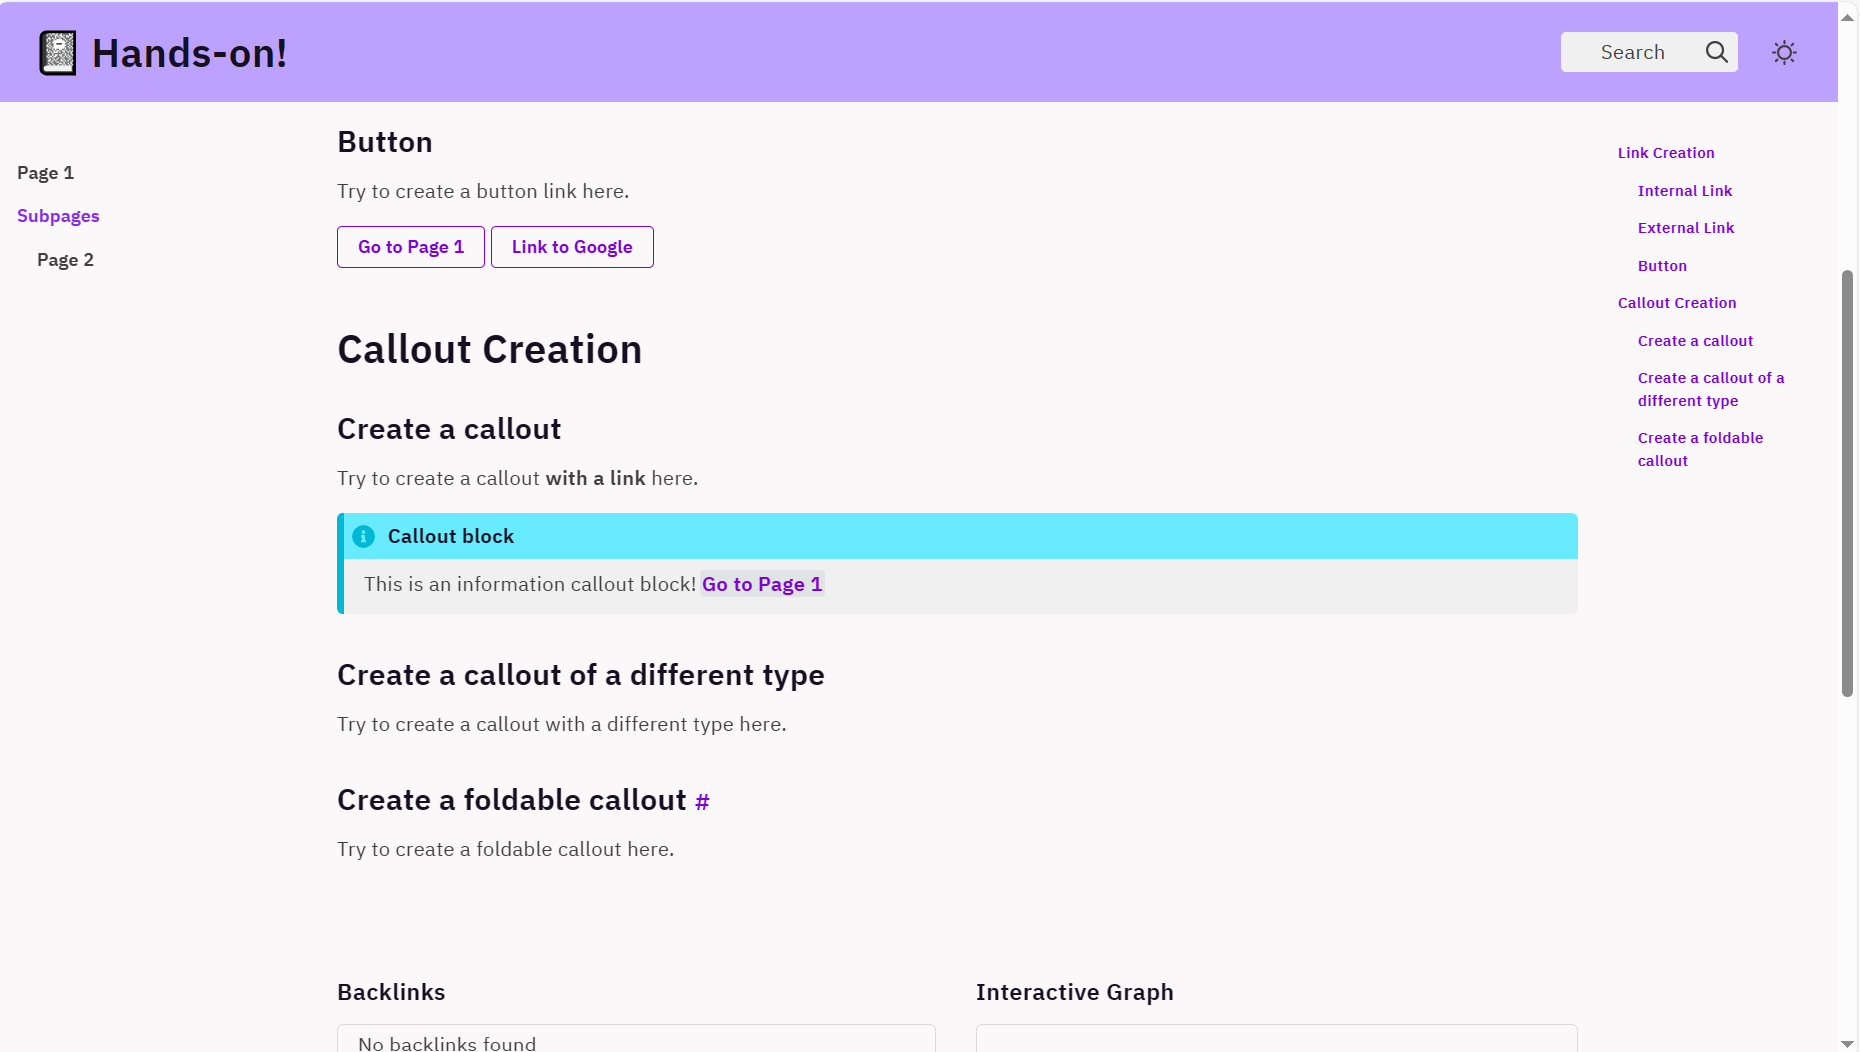 Hands-on!
Search
Page 1
Subpages
Page 2
Button
Try to create a button link here.
Go to Page 1
Link to Google
Callout Creation
Create a callout
Try to create a callout with a link here.
Callout block
This is an information callout block! Go to Page 1
Create a callout of a different type
Try to create a callout with a different type here.
Create a foldable callout #
Try to create a foldable callout here.
Backlinks
No backlinks found
Interactive Graph
Link Creation
Internal Link
External Link
Button
Callout Creation
Create a callout
Create a callout of a
different type
Create a foldable
callout